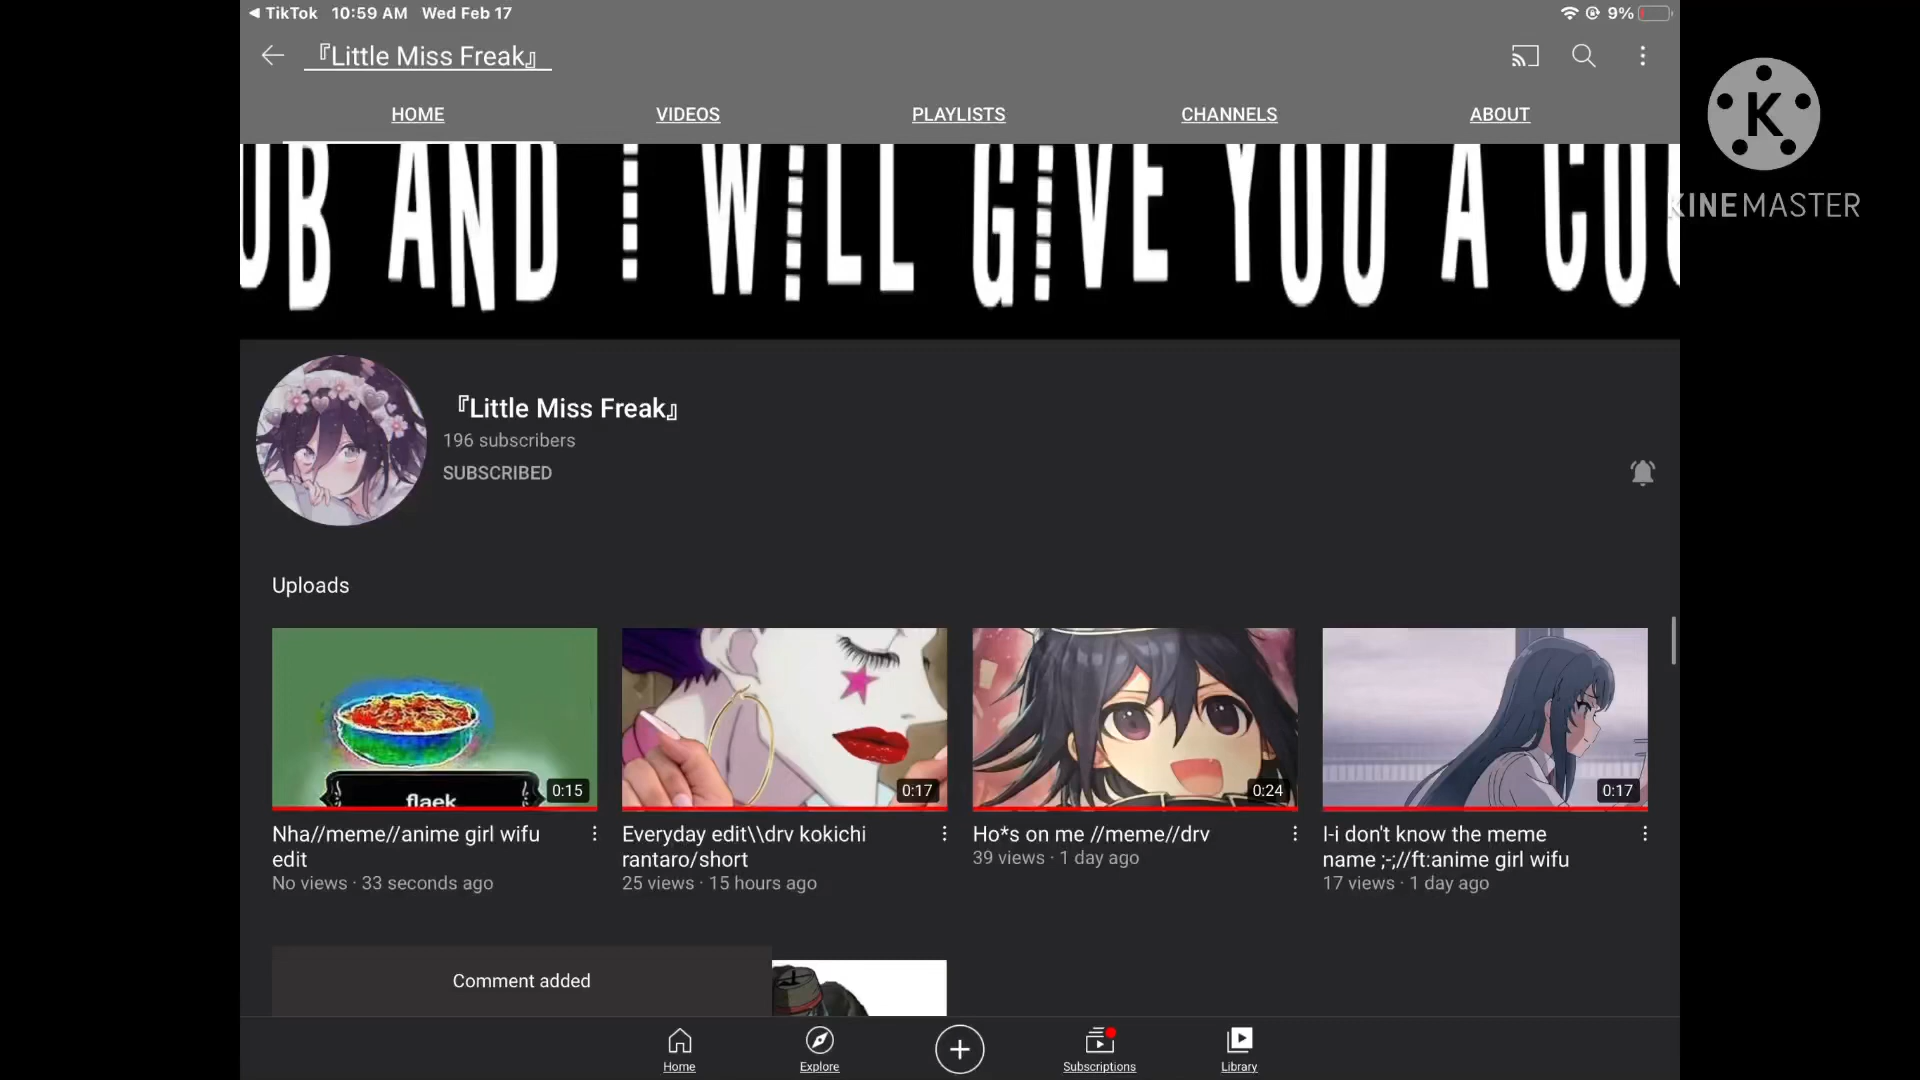 TikTok 10:59 AM Wed Feb 17 9%
『Little Miss Freak』
HOME VIDEOS PLAYLISTS CHANNELS ABOUT
K
KINEMASTER
UB AND I WILL GIVE YOU A COO
『Little Miss Freak』
196 subscribers
SUBSCRIBED
Uploads
flaek
0:15 0:17 0:24 0:17
Nha//meme//anime girl wifu
edit
No views · 33 seconds ago
Everyday edit\\drv kokichi
rantaro/short
25 views · 15 hours ago
Ho*s on me //meme//drv
39 views · 1 day ago
I-i don't know the meme
name ;-;//ft:anime girl wifu
17 views · 1 day ago
Comment added
Home Explore Subscriptions Library